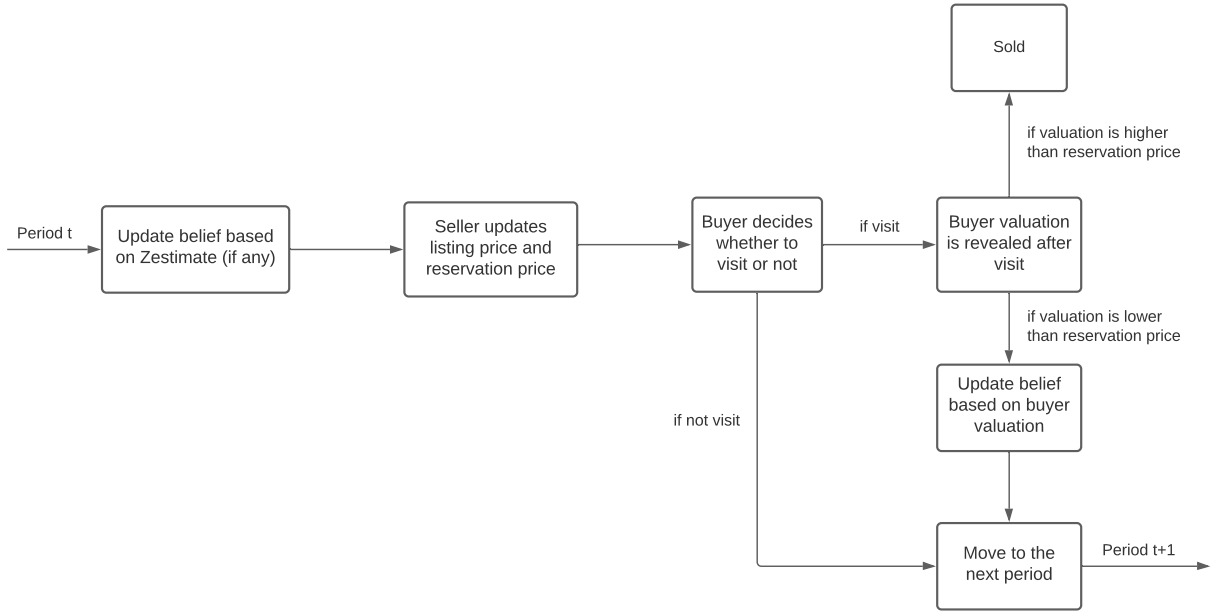 Period t
Update belief based
on Zestimate (if any)
Seller updates
listing price and
reservation price
Buyer decides
whether to
visit or not
if visit
Buyer valuation
is revealed after
visit
if valuation is higher
than reservation price
Sold
if valuation is lower
than reservation price
Update belief
based on buyer
valuation
if not visit
Move to the
next period
Period t+1